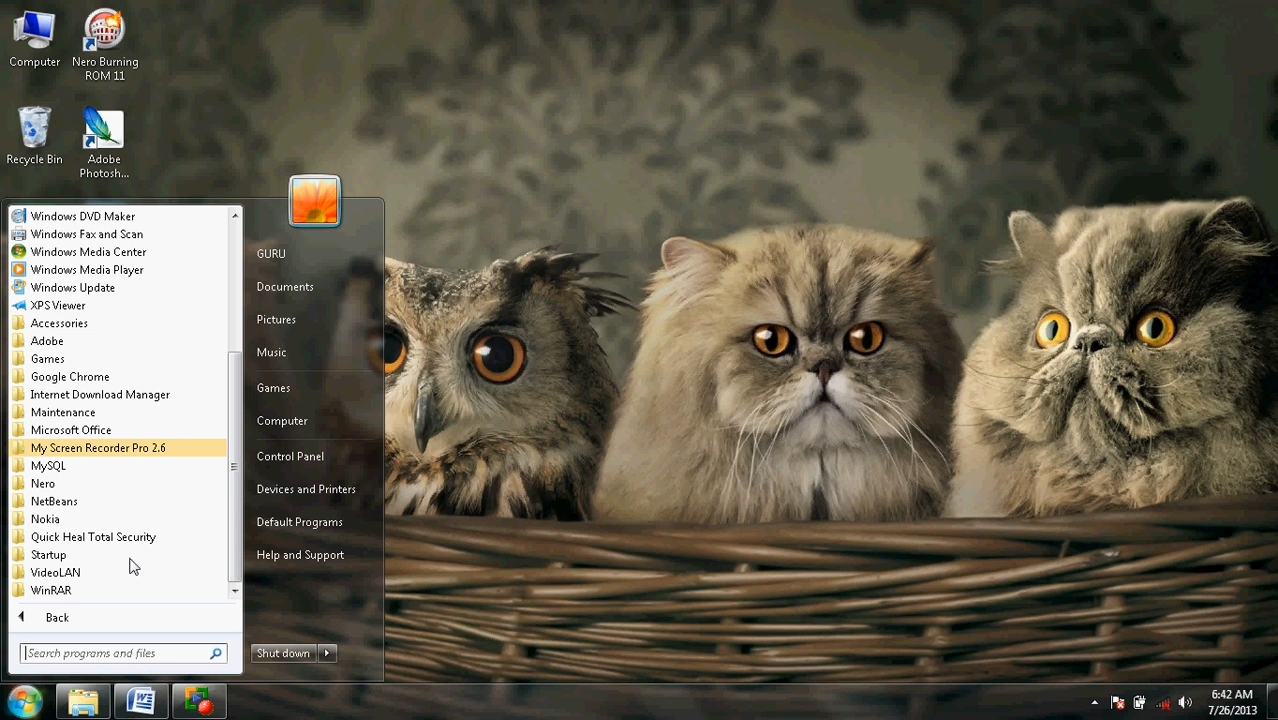 Computer
Nero Burning
ROM 11
Recycle Bin
Adobe
Photosh...
Windows DVD Maker
Windows Fax and Scan
Windows Media Center
Windows Media Player
Windows Update
XPS Viewer
Accessories
Adobe
Games
Google Chrome
Internet Download Manager
Maintenance
Microsoft Office
My Screen Recorder Pro 2.6
MySQL
Nero
NetBeans
Nokia
Quick Heal Total Security
Startup
VideoLAN
WinRAR
Back
Search programs and files
GURU
Documents
Pictures
Music
Games
Computer
Control Panel
Devices and Printers
Default Programs
Help and Support
Shut down
6:42 AM
7/26/2013